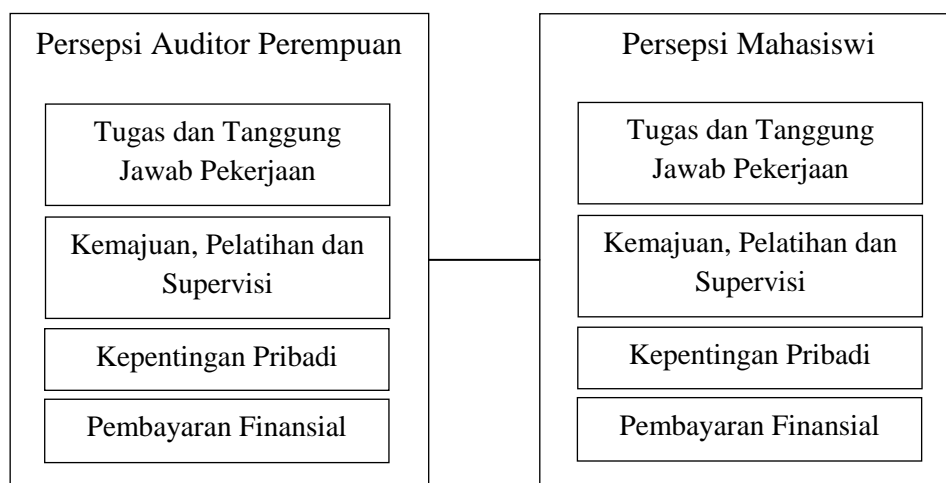 Persepsi Auditor Perempuan
Tugas dan Tanggung
Jawab Pekerjaan
Kemajuan, Pelatihan dan
Supervisi
Kepentingan Pribadi
Pembayaran Finansial
Persepsi Mahasiswi
Tugas dan Tanggung
Jawab Pekerjaan
Kemajuan, Pelatihan dan
Supervisi
Kepentingan Pribadi
Pembayaran Finansial